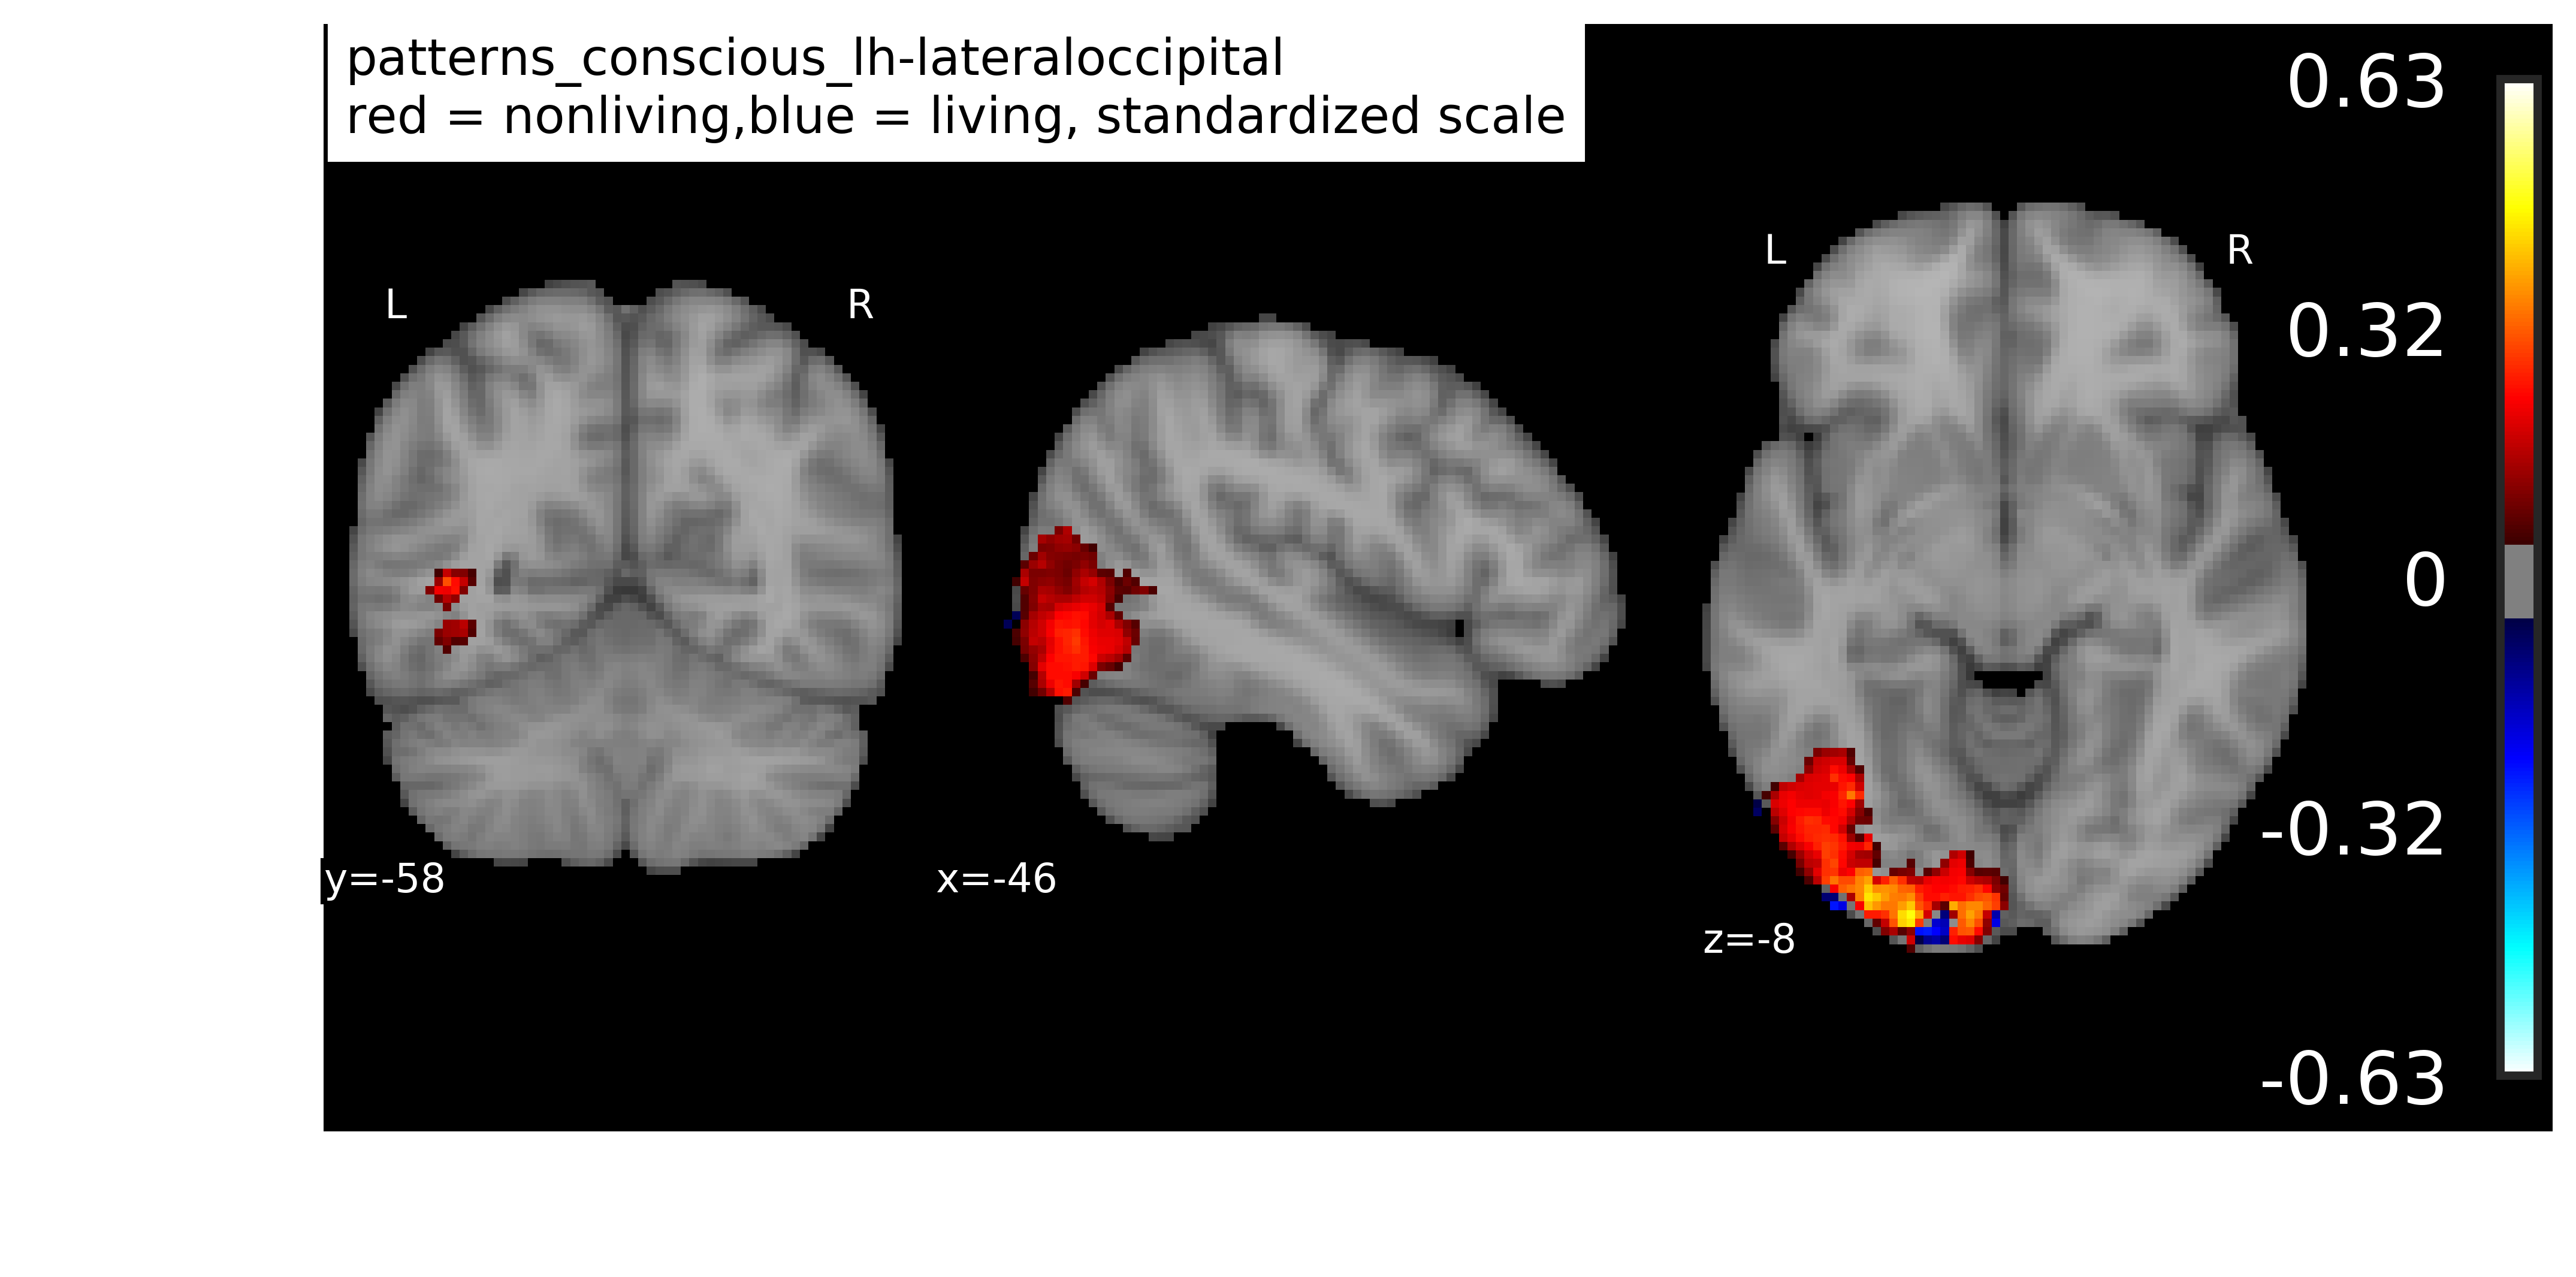 patterns_conscious_lh-lateraloccipital
red = nonliving,blue = living, standardized scale
L R
L R
y=-58
x=-46
z=-8
0.63
0.32
0
-0.32
-0.63